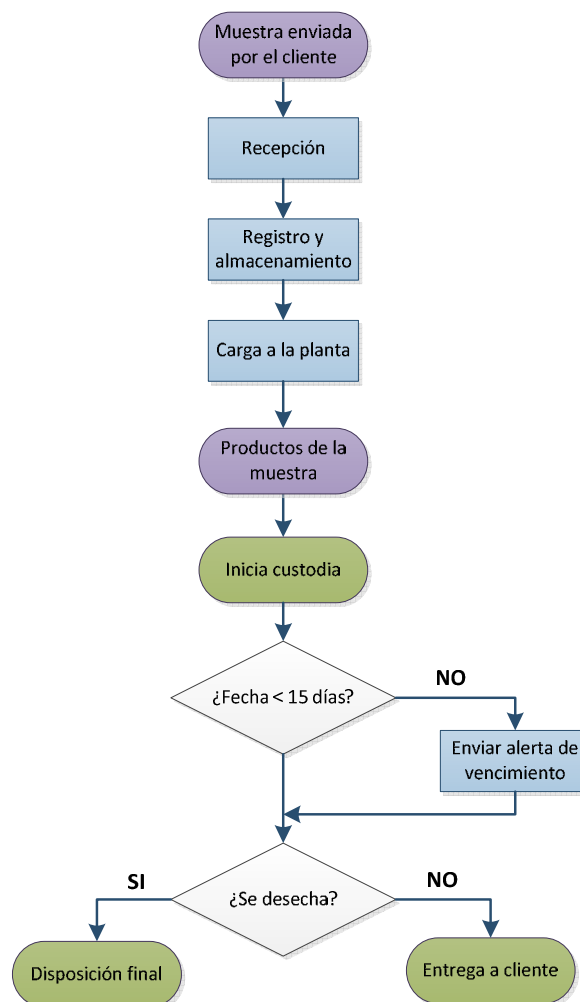 Muestra enviada
por el cliente
Recepción
Registro y
almacenamiento
Carga a la planta
Productos de la
muestra
Inicia custodia
¿Fecha < 15 días?
NO
Enviar alerta de
vencimiento
¿Se desecha?
SI
NO
Disposición final
Entrega a cliente